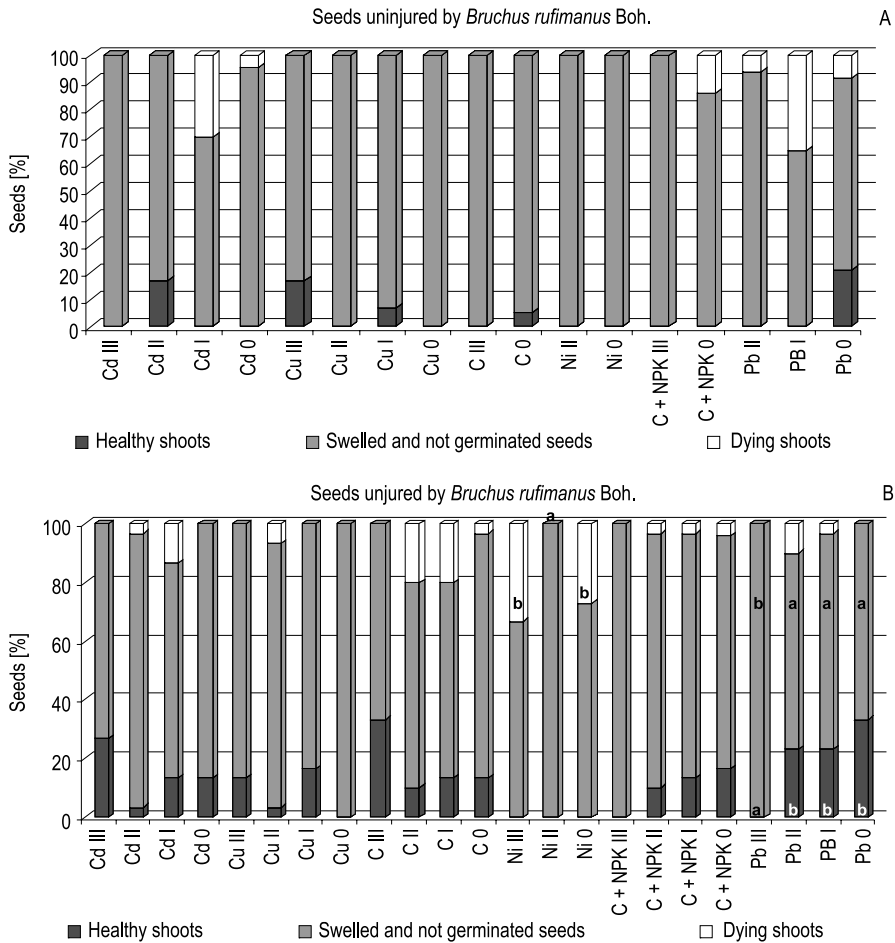 Seeds uninjured by Bruchus rufimanus Boh.
A
Seeds [%]
100
90
80
70
60
50
40
30
20
10
0
Cd III
Cd II
Cd I
Cd 0
Cu III
Cu II
Cu I
Cu 0
C III
C 0
Ni II
Ni 0
C + NPK III
C + NPK 0
Pb II
PB I
Pb 0
Healthy shoots
Swelled and not germinated seeds
Dying shoots
Seeds unjured by Bruchus rufimanus Boh.
B
Seeds [%]
100
80
60
40
20
0
a
b
b
b
a
a
a
a
b
b
b
Cd III
Cd II
Cd I
Cd 0
Cu III
Cu II
Cu I
Cu 0
C III
C II
C I
C 0
Ni III
Ni II
Ni 0
C + NPK III
C + NPK II
C + NPK I
C + NPK 0
Pb III
Pb II
PB I
Pb 0
Healthy shoots
Swelled and not germinated seeds
Dying shoots